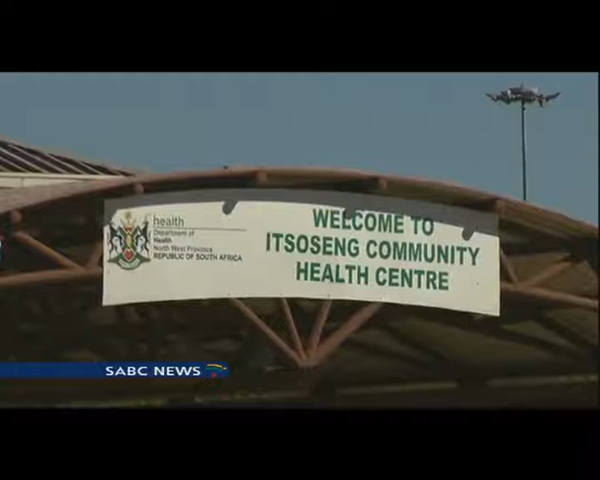 health
Department of
Health
North West Province
REPUBLIC OF SOUTH AFRICA
WELCOME TO
ITSOSENG COMMUNITY
HEALTH CENTRE
SABC NEWS